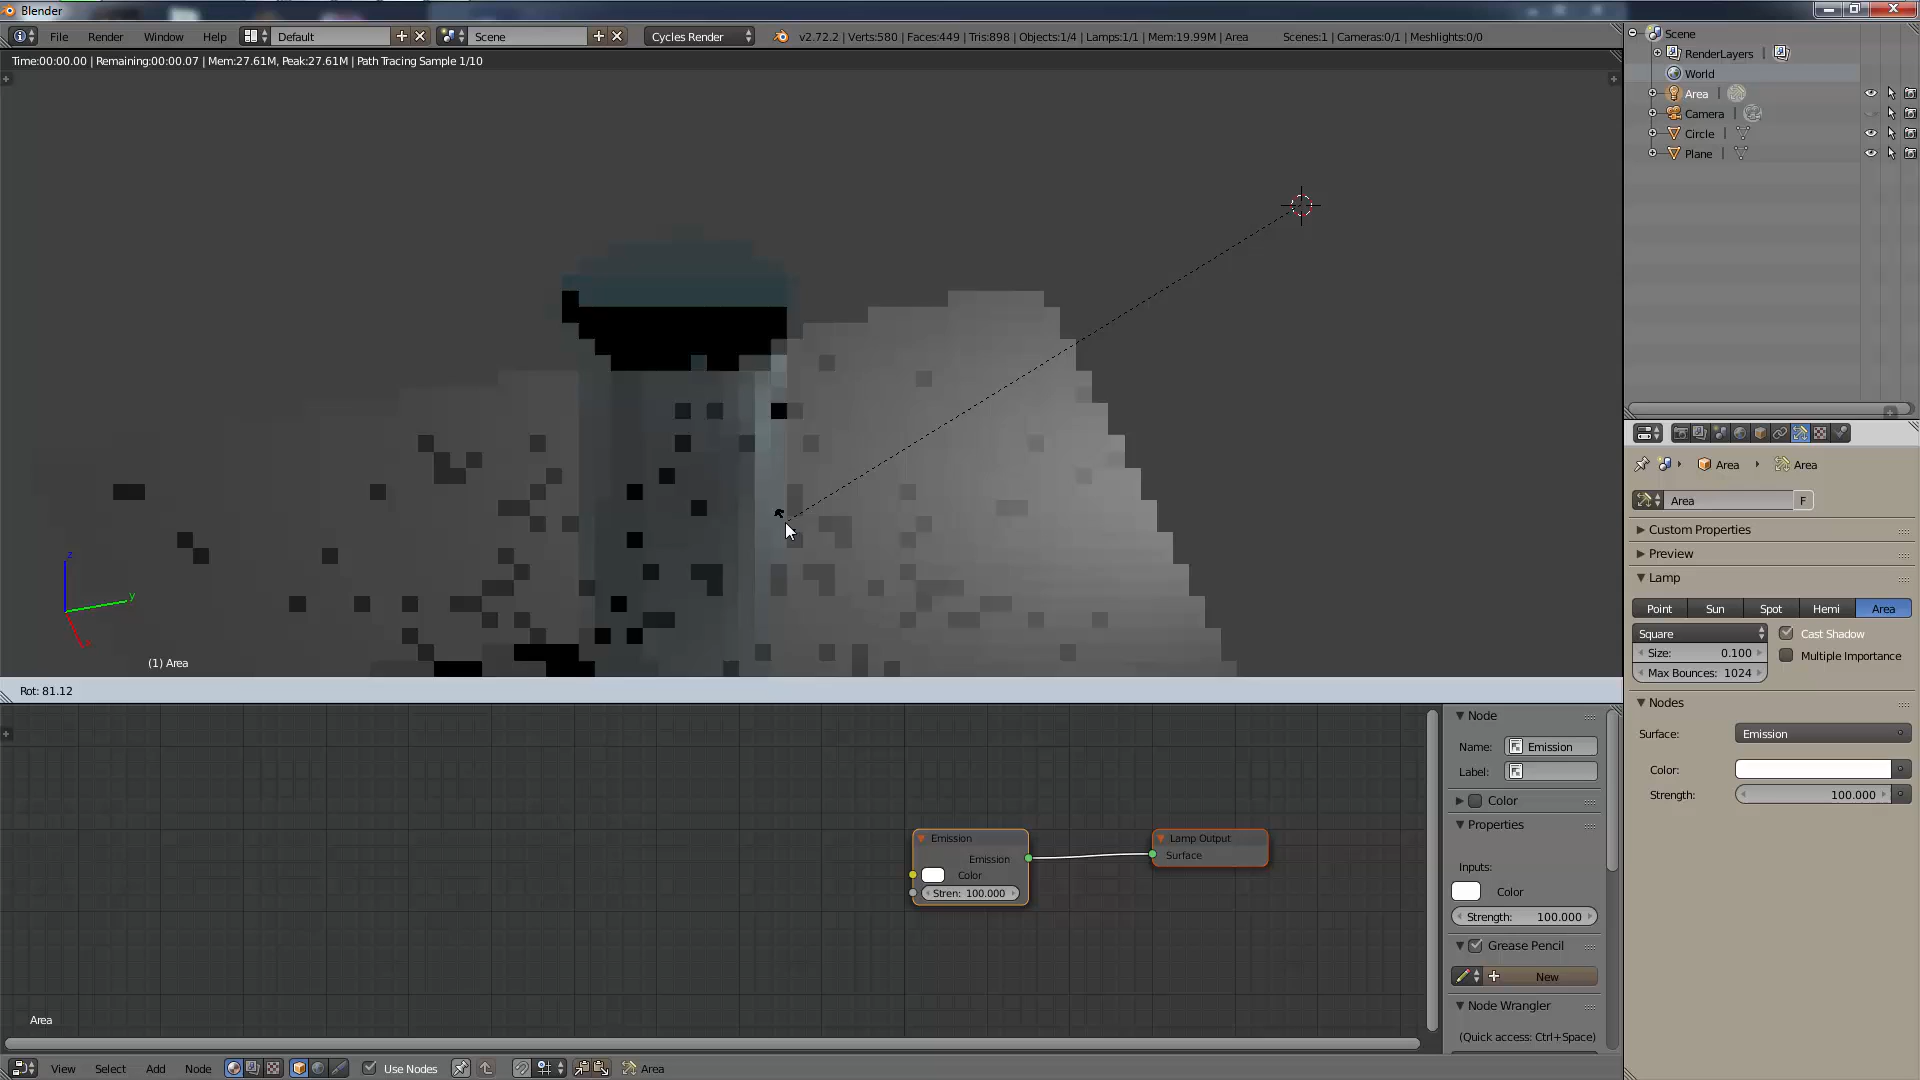 Blender
File Render Window Help Default Scene Cycles Render v2.72.2 | Verts:580 | Faces:449 | Tris:898 | Objects:1/4 | Lamps:1/1 | Mem:19.99M | Area Scenes:1 | Cameras:0/1 | Meshlights:0/0
Time:00:00.00 | Remaining:00:00.07 | Mem:27.61M, Peak:27.61M | Path Tracing Sample 1/10
Scene
RenderLayers
World
Area
Camera
Circle
Plane
Area Area
Area F
Custom Properties
Preview
Lamp
Point Sun Spot Hemi Area
Square Cast Shadow
Size: 0.100 Multiple Importance
Max Bounces: 1024
Nodes
Surface: Emission
Color:
Strength: 100.000
z
y
x
(1) Area
Rot: 81.12
Emission
Emission
Color
Stren: 100.000
Lamp Output
Surface
Node
Name: Emission
Label:
Color
Properties
Inputs:
Color
Strength: 100.000
Grease Pencil
New
Node Wrangler
(Quick access: Ctrl+Space)
Area
View Select Add Node Use Nodes Area